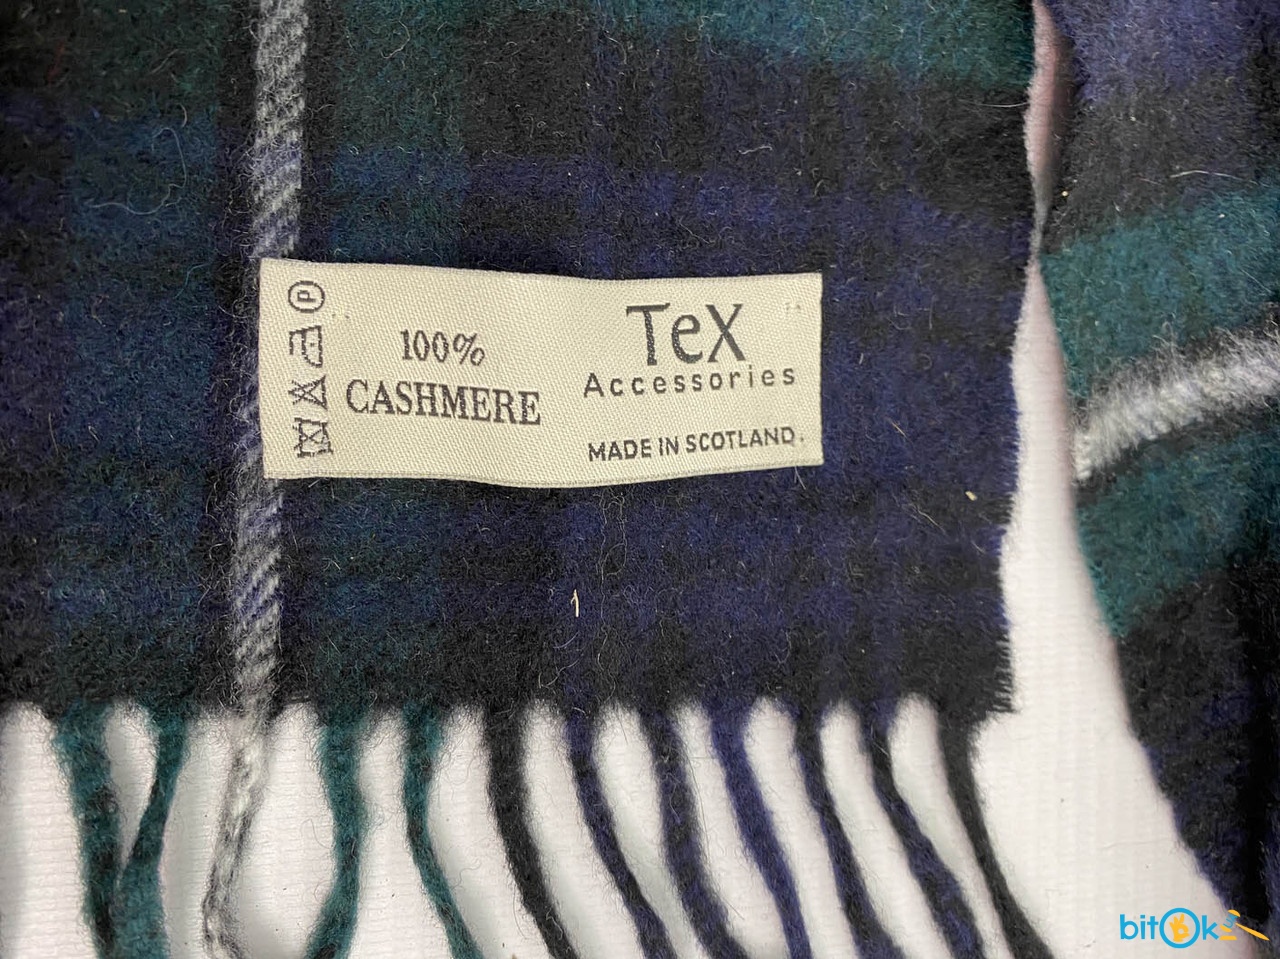 100%
CASHMERE
TeX
Accessories
MADE IN SCOTLAND.
P
bitOk